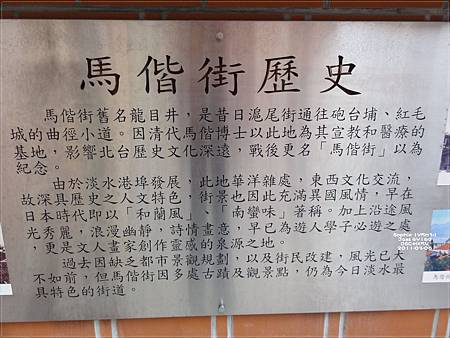 馬偕街歷史
馬偕街舊名龍目井，是昔日滬尾街通往砲台埔、紅毛
城的曲徑小道。因清代馬偕博士以此地為其宣教和醫療的
基地，影響北台歷史文化深遠，戰後更名「馬偕街」以為
紀念。
由於淡水港埠發展，此地華洋雜處，東西文化交流，
故深具歷史之人文特色，街景也因此充滿異國風情，早在
日本時代即以「和蘭風」、「南蠻味」著稱。加上沿途風
光秀麗，浪漫幽靜，詩情畫意，早已為遊人學子必遊之處
，更是文人畫家創作靈感的泉源之地。
過去因缺乏都市景觀規劃，以及街民改建，風光已大
不如前，但馬偕街因多處古蹟及觀景點，仍為今日淡水最
具特色的街道。